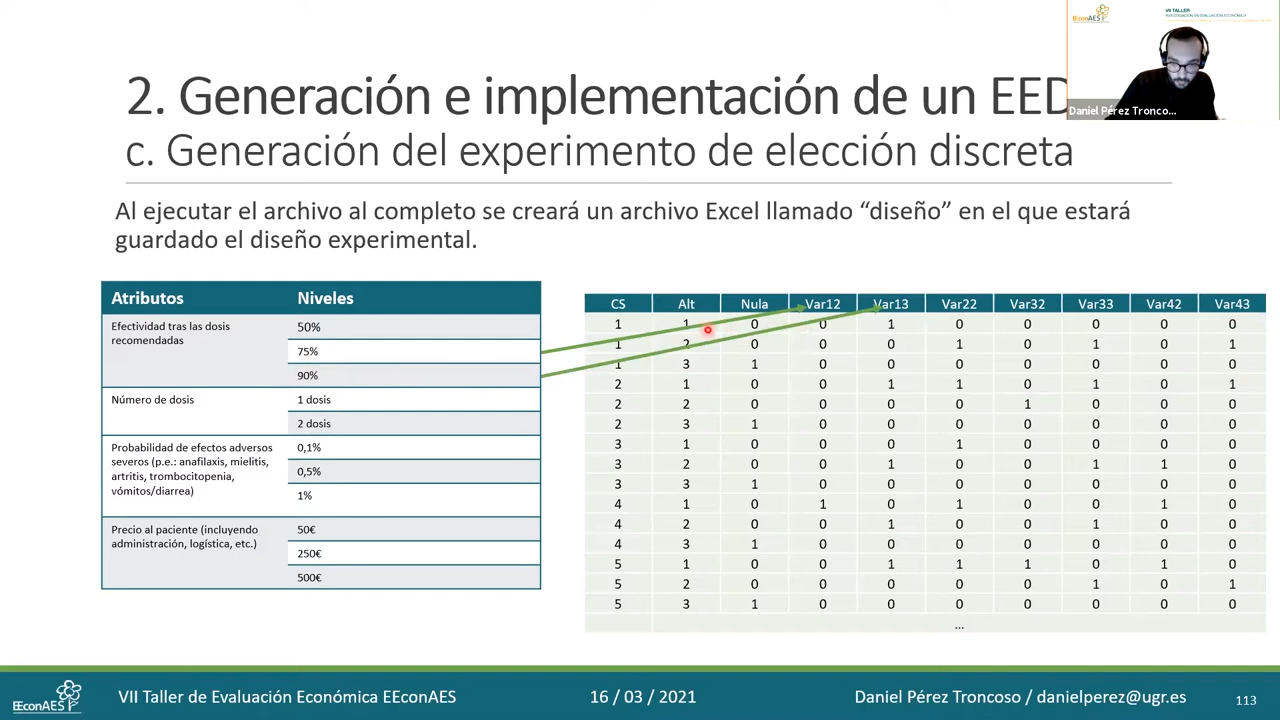 EEconAES
VII TALLER
INVESTIGACIÓN EN EVALUACIÓN ECONÓMICA
Daniel Pérez Tronco...
2. Generación e implementación de un EED
c. Generación del experimento de elección discreta
Al ejecutar el archivo al completo se creará un archivo Excel llamado “diseño” en el que estará
guardado el diseño experimental.
Atributos Niveles
Efectividad tras las dosis
recomendadas
50%
75%
90%
Número de dosis
1 dosis
2 dosis
Probabilidad de efectos adversos
severos (p.e.: anafilaxis, mielitis,
artritis, trombocitopenia,
vómitos/diarrea)
0,1%
0,5%
1%
Precio al paciente (incluyendo
administración, logística, etc.)
50€
250€
500€
CS Alt Nula Var12 Var13 Var22 Var32 Var33 Var42 Var43
1 1 0 0 1 0 0 0 0 0
1 2 0 0 0 1 0 1 0 1
1 3 1 0 0 0 0 0 0 0
2 1 0 0 1 1 0 1 0 1
2 2 0 0 0 0 1 0 0 0
2 3 1 0 0 0 0 0 0 0
3 1 0 0 0 1 0 0 0 0
3 2 0 0 1 0 0 1 1 0
3 3 1 0 0 0 0 0 0 0
4 1 0 1 0 1 0 0 1 0
4 2 0 0 1 0 0 1 0 0
4 3 1 0 0 0 0 0 0 0
5 1 0 0 1 1 1 0 1 0
5 2 0 0 0 0 0 1 0 1
5 3 1 0 0 0 0 0 0 0
...
EEconAES
VII Taller de Evaluación Económica EEconAES
16 / 03 / 2021
Daniel Pérez Troncoso / danielperez@ugr.es
113